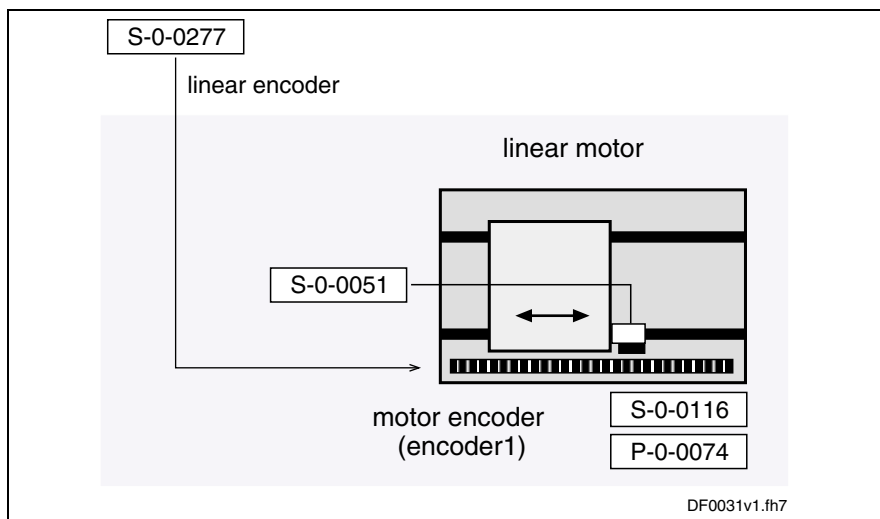 S-0-0277
linear encoder
linear motor
S-0-0051
motor encoder
(encoder1)
S-0-0116
P-0-0074
DF0031v1.fh7